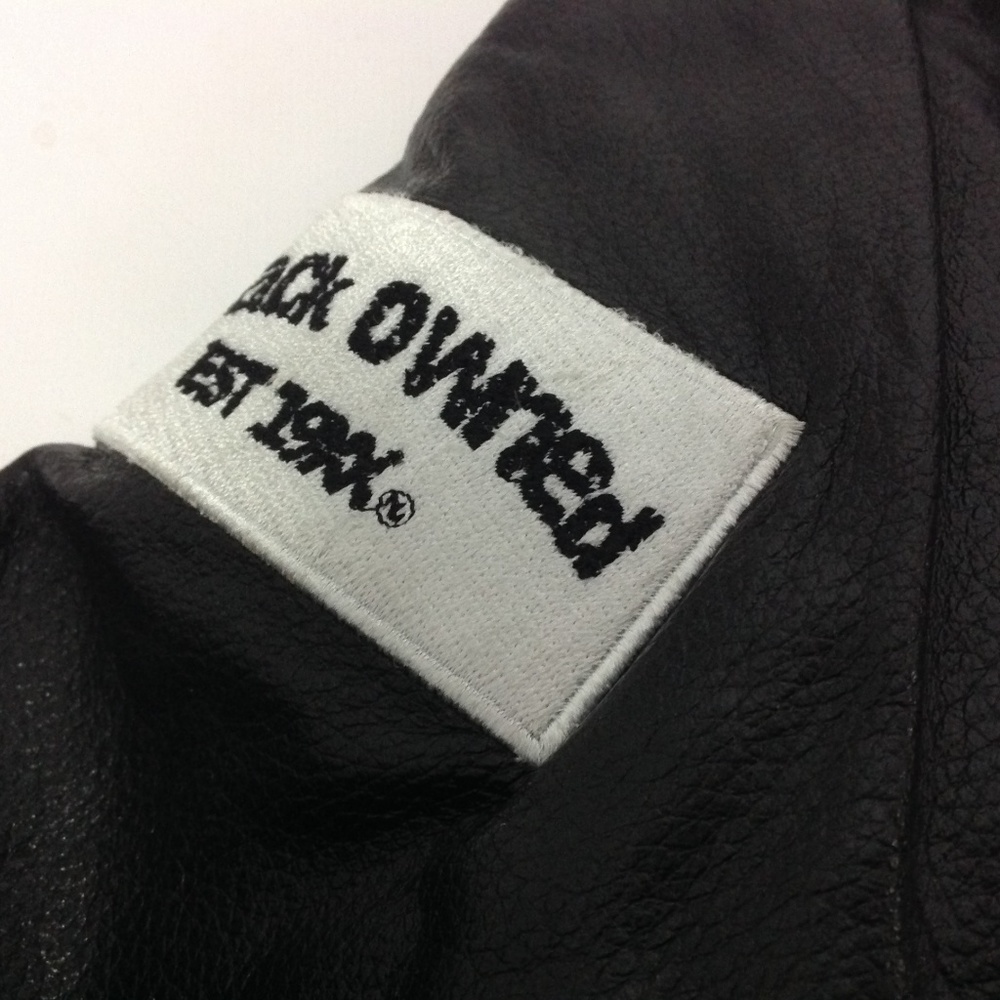 Black Owned
EST 19XX®